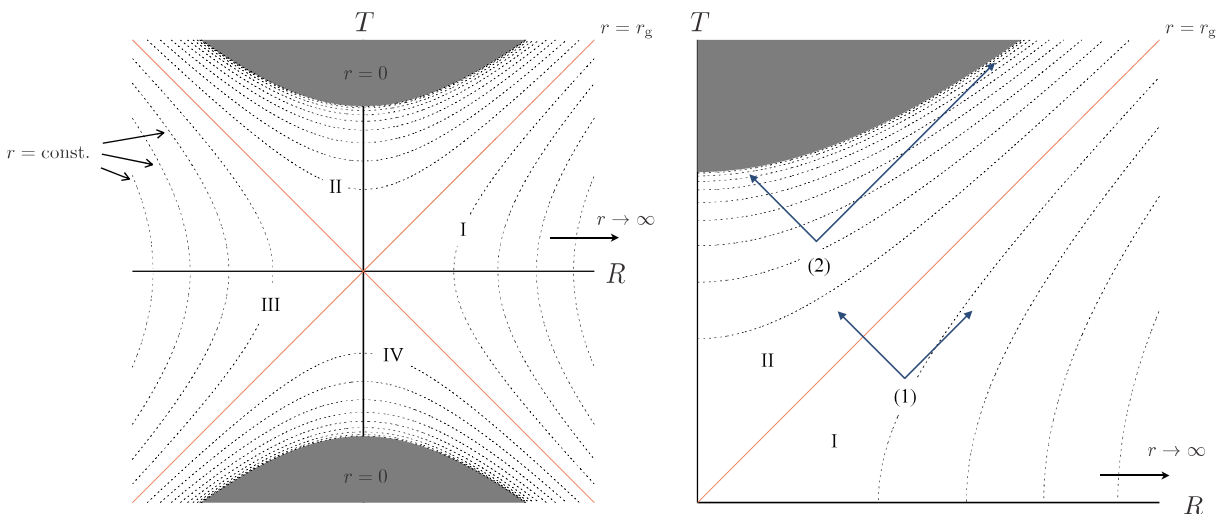 T
r = r_g
r = 0
r = const.
II
I
r → ∞
R
III
IV
r = 0
T
r = r_g
(2)
II
(1)
I
r → ∞
R